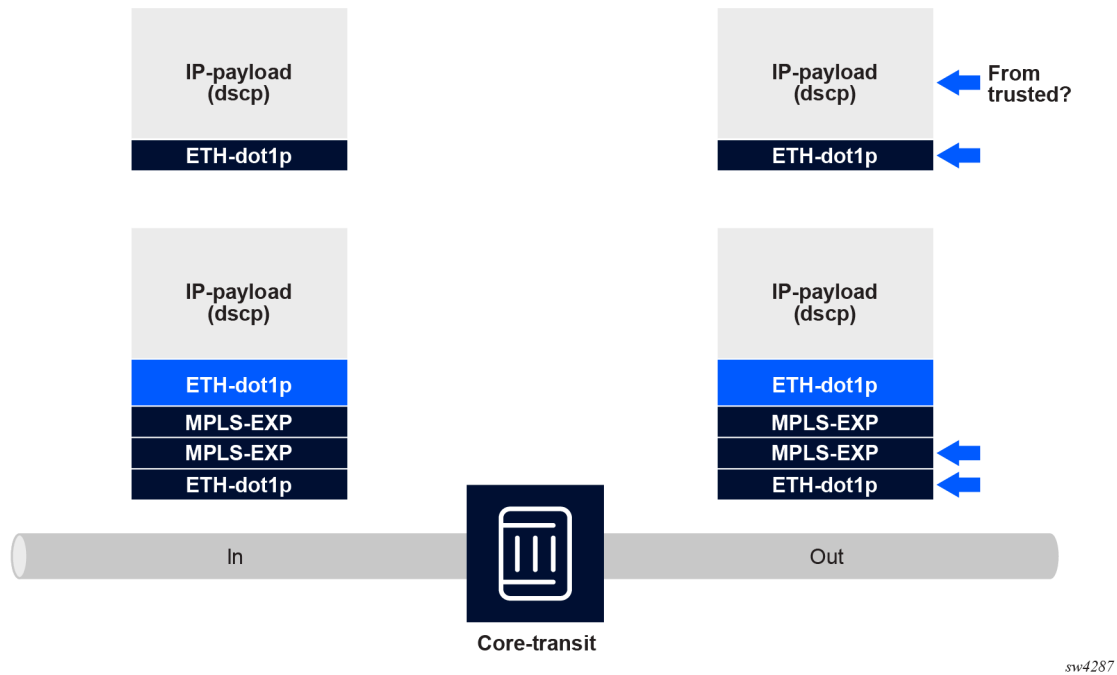 IP-payload
(dscp)
ETH-dot1p
IP-payload
(dscp)
ETH-dot1p
From
trusted?
IP-payload
(dscp)
ETH-dot1p
MPLS-EXP
MPLS-EXP
ETH-dot1p
IP-payload
(dscp)
ETH-dot1p
MPLS-EXP
MPLS-EXP
ETH-dot1p
In
Out
Core-transit
sw4287